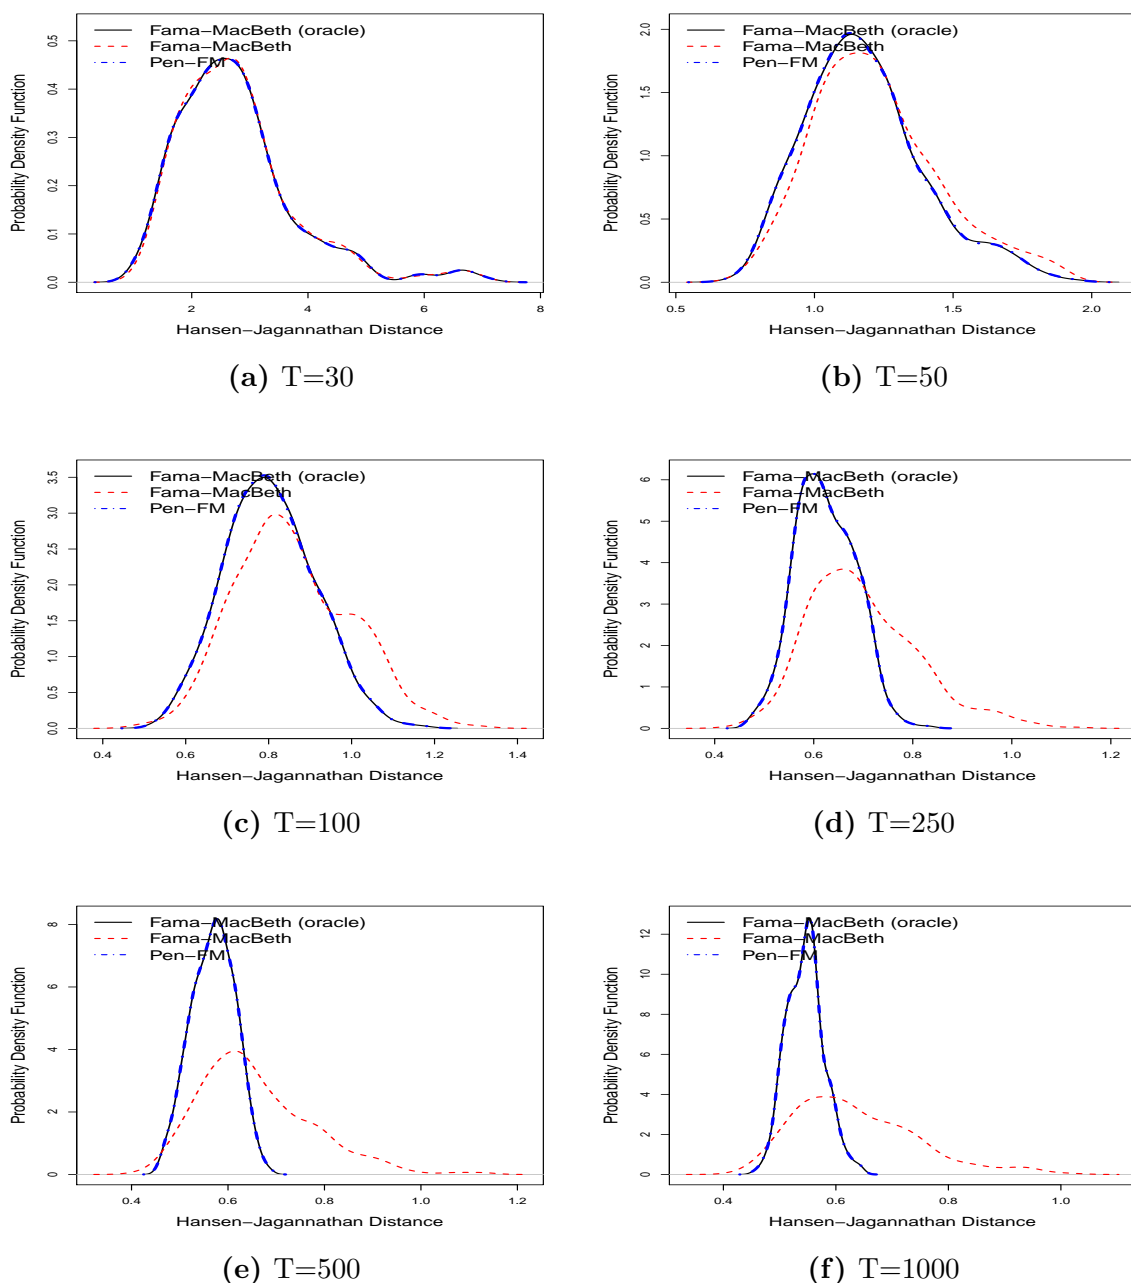 Fama-MacBeth (oracle)
Fama-MacBeth
Pen-FM
Probability Density Function
0.0 0.1 0.2 0.3 0.4 0.5
2 4 6 8
Hansen-Jagannathan Distance
(a) T=30
Fama-MacBeth (oracle)
Fama-MacBeth
Pen-FM
Probability Density Function
0.0 0.5 1.0 1.5 2.0
0.5 1.0 1.5 2.0
Hansen-Jagannathan Distance
(b) T=50
Fama-MacBeth (oracle)
Fama-MacBeth
Pen-FM
Probability Density Function
0.0 0.5 1.0 1.5 2.0 2.5 3.0 3.5
0.4 0.6 0.8 1.0 1.2 1.4
Hansen-Jagannathan Distance
(c) T=100
Fama-MacBeth (oracle)
Fama-MacBeth
Pen-FM
Probability Density Function
0 1 2 3 4 5 6
0.4 0.6 0.8 1.0 1.2
Hansen-Jagannathan Distance
(d) T=250
Fama-MacBeth (oracle)
Fama-MacBeth
Pen-FM
Probability Density Function
0 2 4 6 8
0.4 0.6 0.8 1.0 1.2
Hansen-Jagannathan Distance
(e) T=500
Fama-MacBeth (oracle)
Fama-MacBeth
Pen-FM
Probability Density Function
0 2 4 6 8 10 12
0.4 0.6 0.8 1.0
Hansen-Jagannathan Distance
(f) T=1000